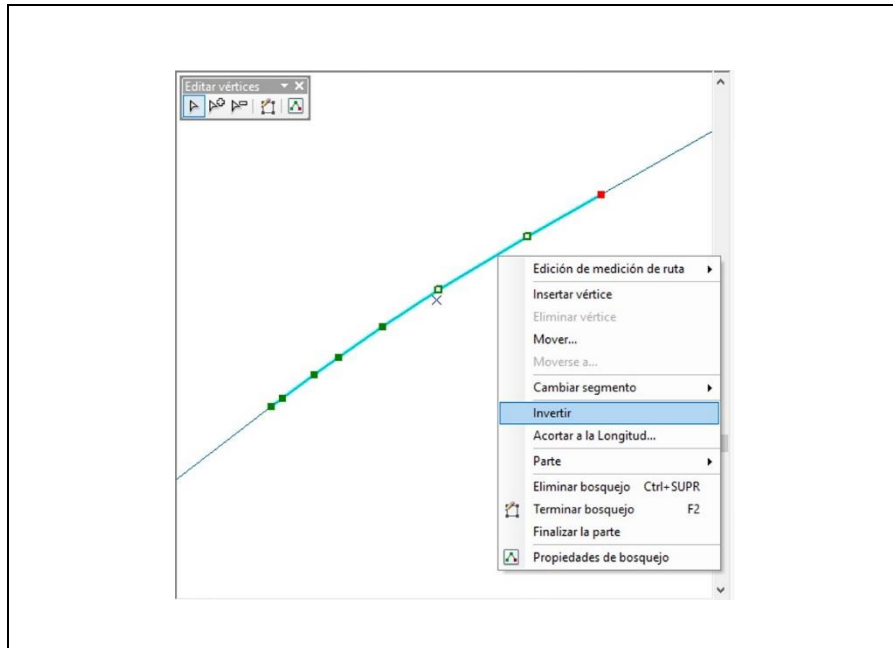 Editar vértices
Edición de medición de ruta
Insertar vértice
Eliminar vértice
Mover...
Moverse a...
Cambiar segmento
Invertir
Acortar a la Longitud...
Parte
Eliminar bosquejo Ctrl+SUPR
Terminar bosquejo F2
Finalizar la parte
Propiedades de bosquejo